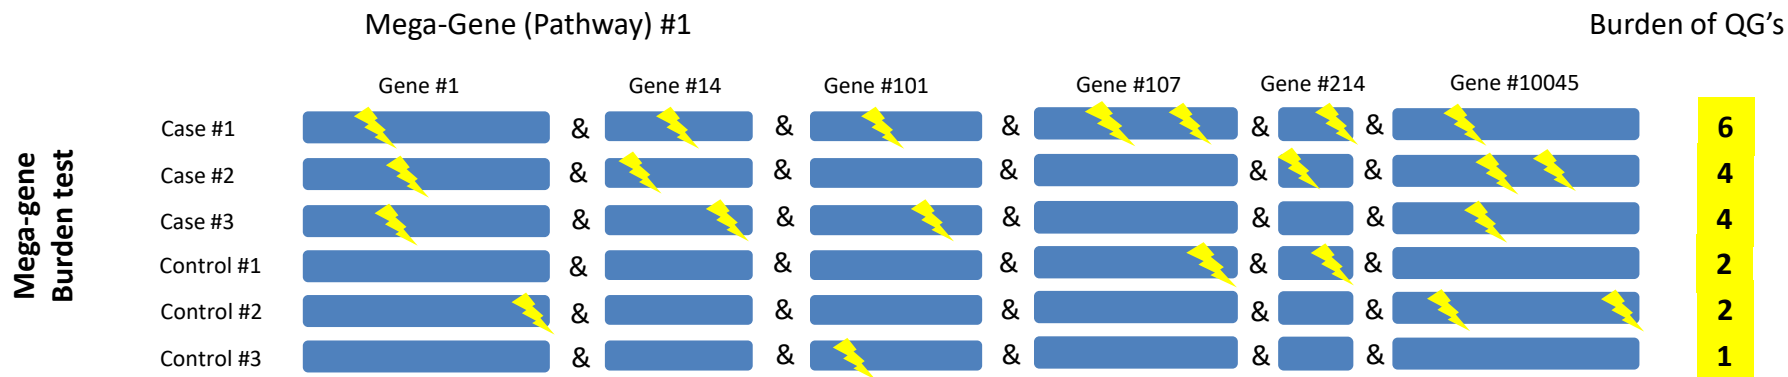 Mega-Gene (Pathway) #1 Burden of QG's
Gene #1 Gene #14 Gene #101 Gene #107 Gene #214 Gene #10045
Mega-gene
Burden test
Case #1 & & & & & 6
Case #2 & & & & & 4
Case #3 & & & & & 4
Control #1 & & & & & 2
Control #2 & & & & & 2
Control #3 & & & & & 1